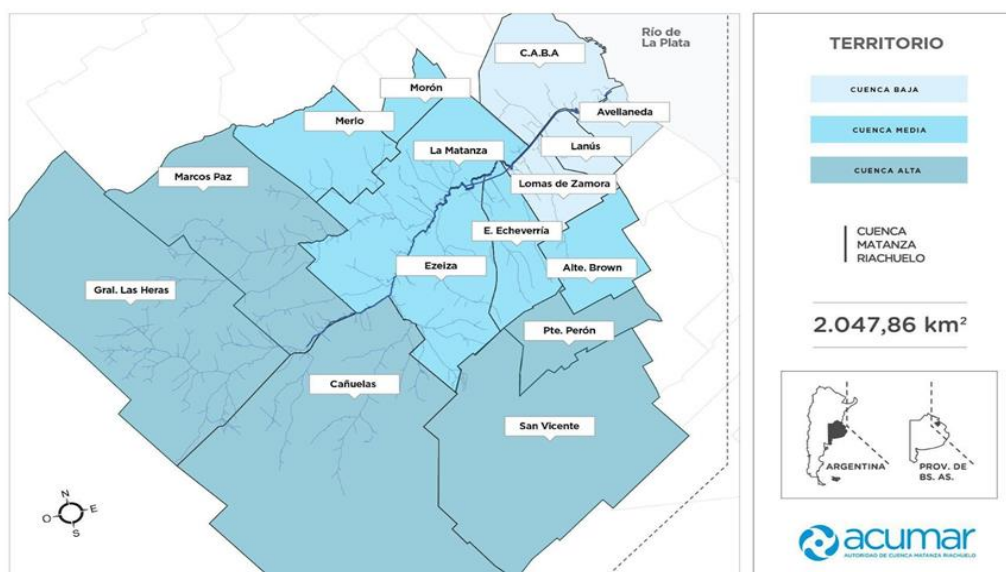 Río de
La Plata
C.A.B.A
Morón
Merlo
Avellaneda
La Matanza
Lanús
Marcos Paz
Lomas de Zamora
E. Echeverría
Ezeiza
Alte. Brown
Gral. Las Heras
Pte. Perón
Cañuelas
San Vicente
N
O
E
S
TERRITORIO
CUENCA BAJA
CUENCA MEDIA
CUENCA ALTA
CUENCA
MATANZA
RIACHUELO
2.047,86 km²
ARGENTINA
PROV. DE
BS. AS.
acumar
AUTORIDAD DE CUENCA MATANZA RIACHUELO